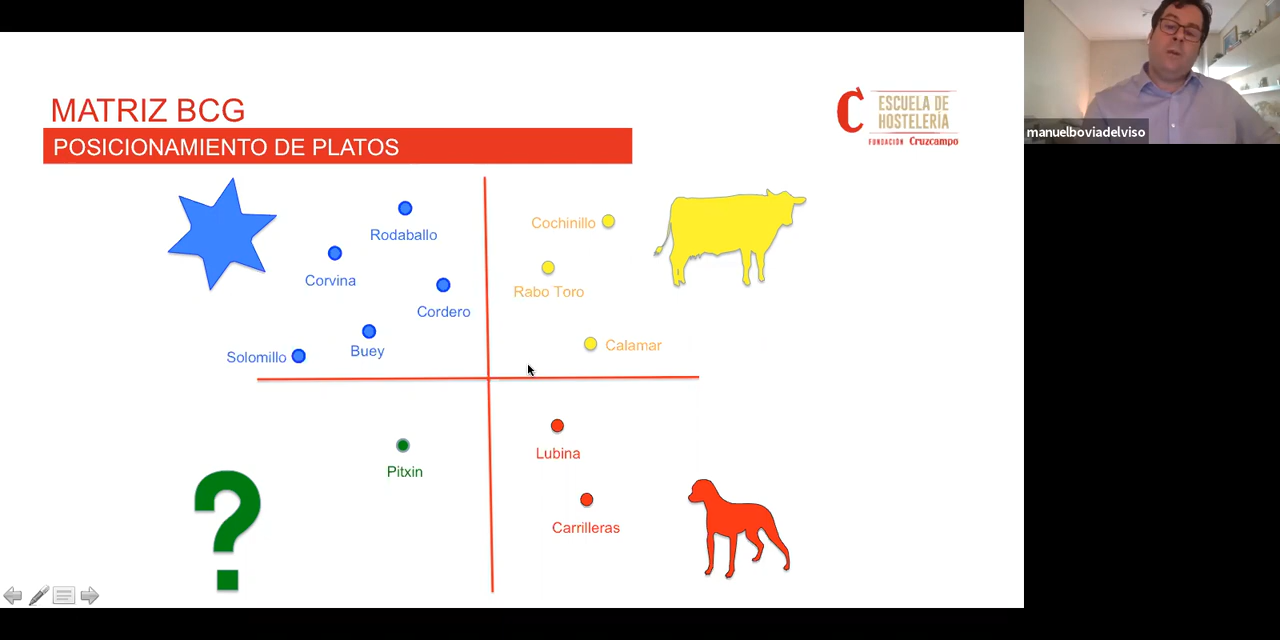 MATRIZ BCG
POSICIONAMIENTO DE PLATOS
C
ESCUELA DE
HOSTELERÍA
FUNDACIÓN Cruzcampo
manuelboviadelviso
Rodaballo
Corvina
Cordero
Buey
Solomillo
Cochinillo
Rabo Toro
Calamar
Pitxin
?
Lubina
Carrilleras